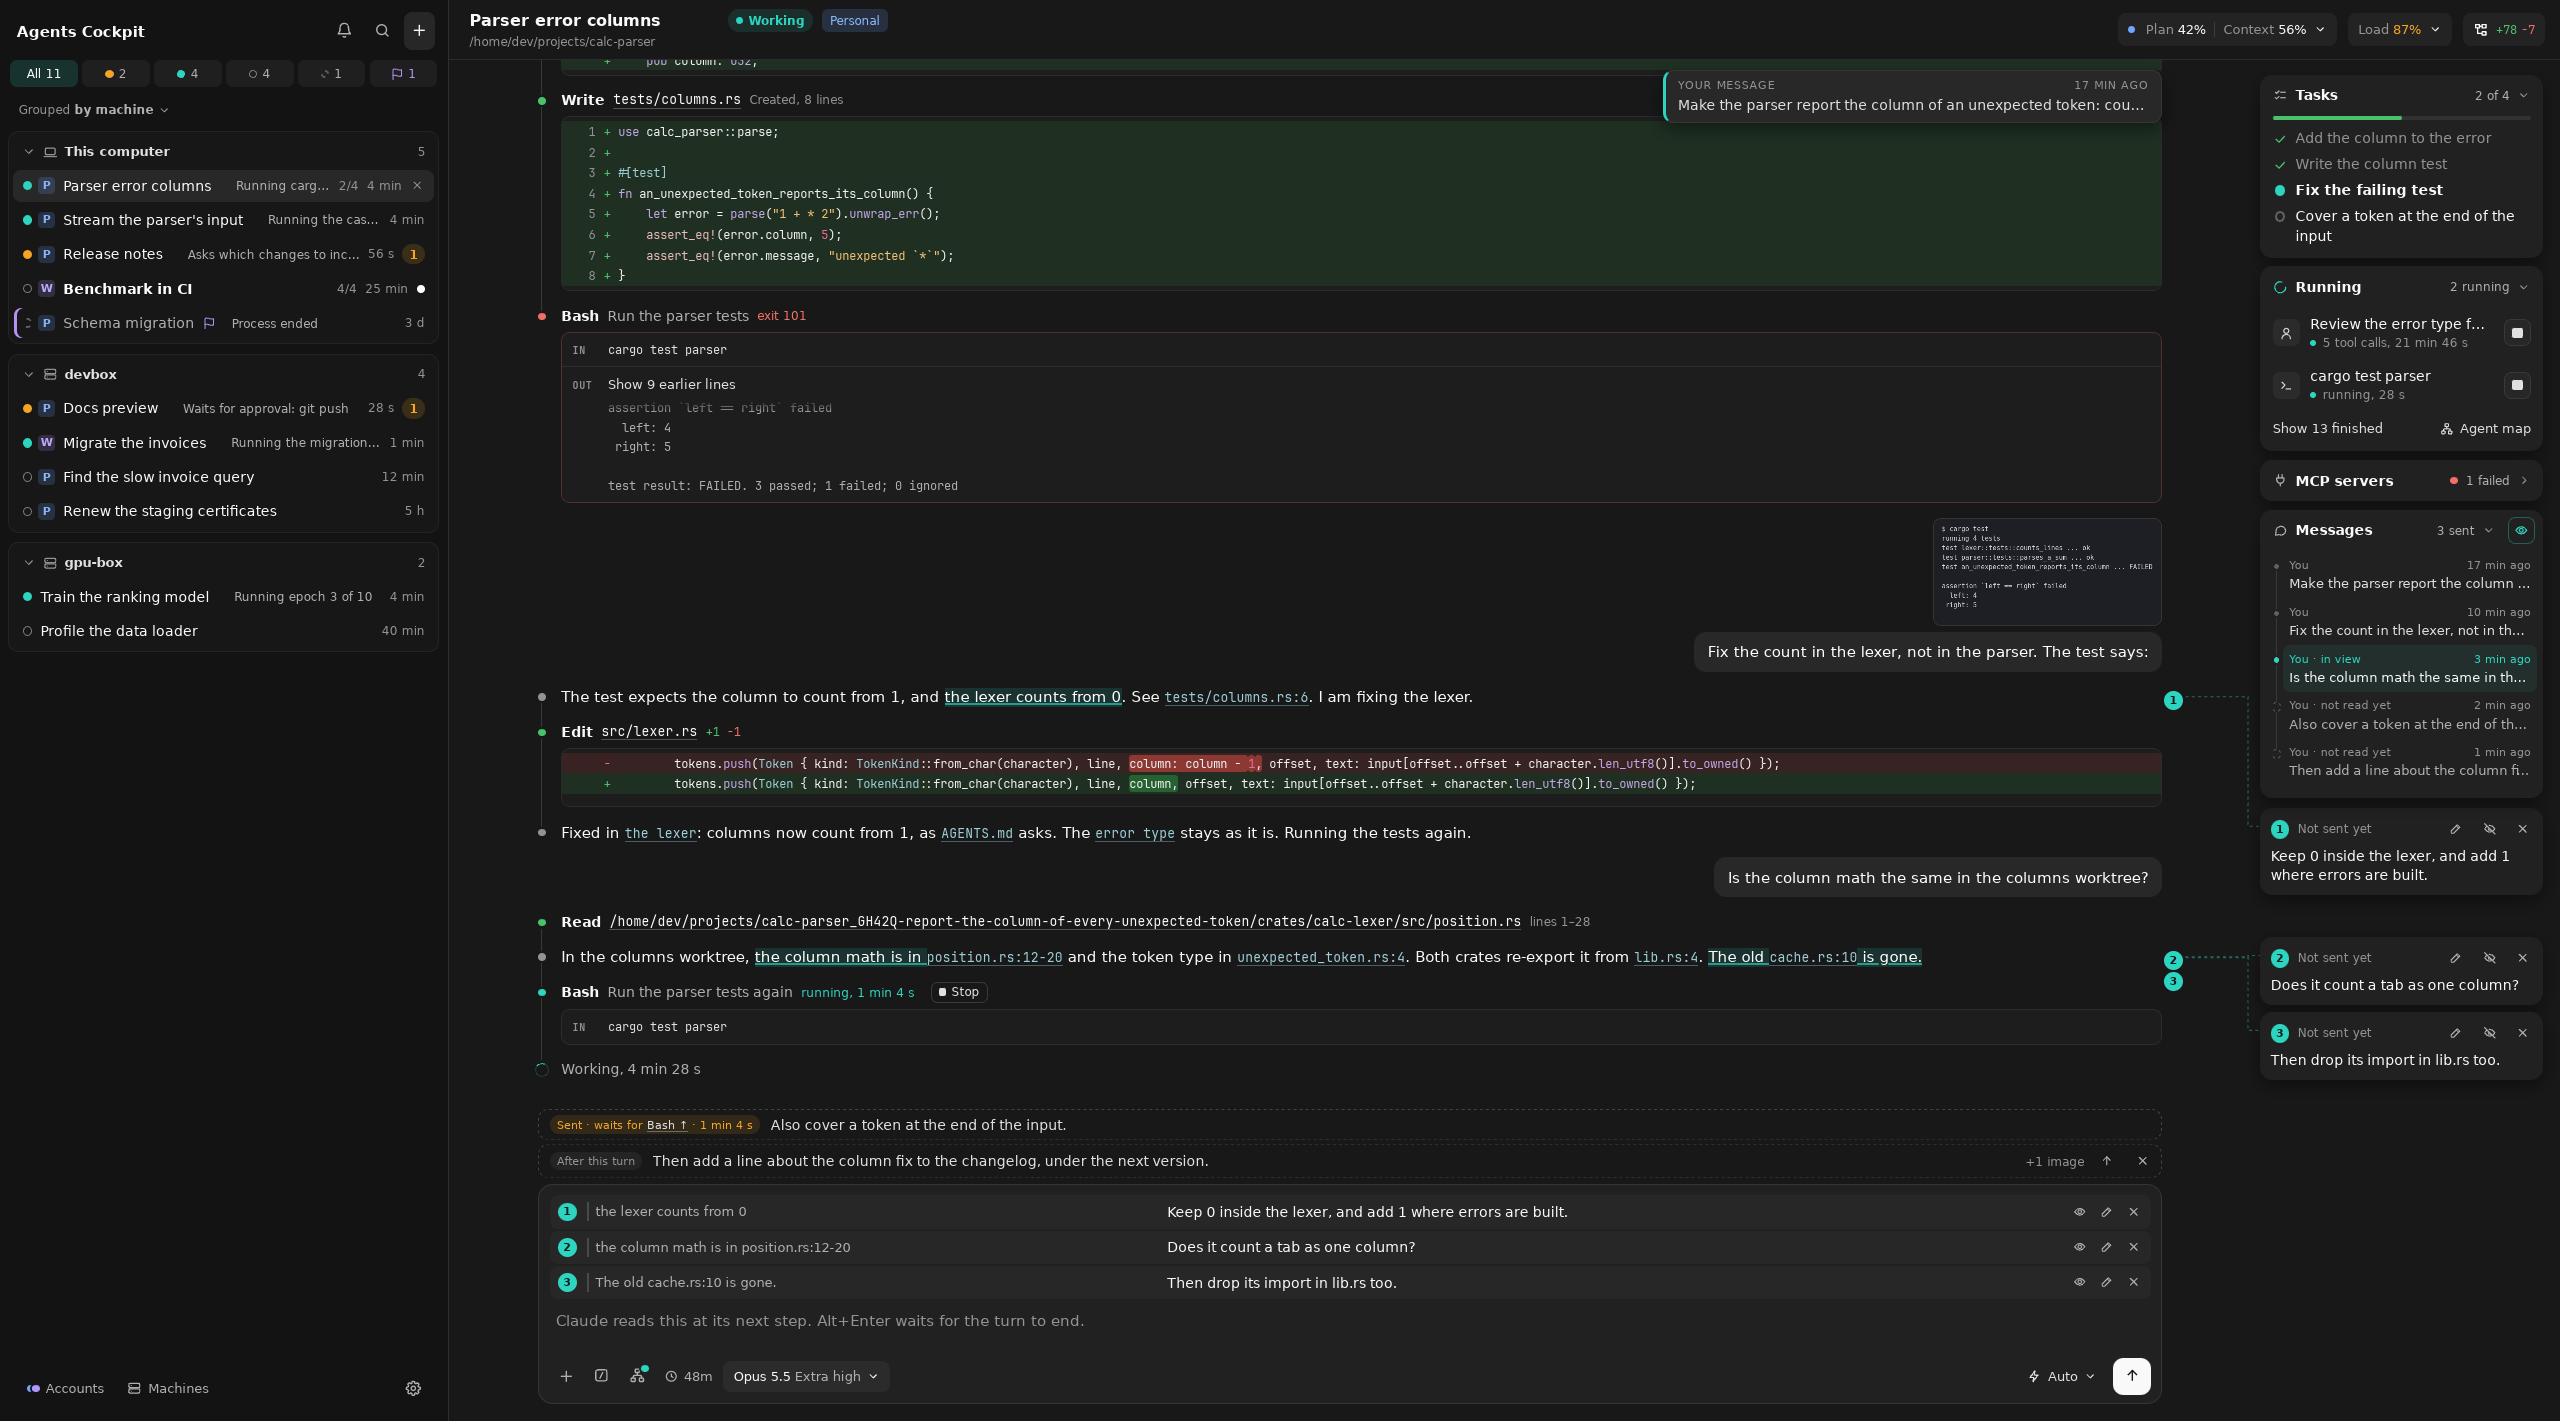 Agents Cockpit
All 11
2
4
4
1
1
Grouped by machine
This computer
5
P Parser error columns Running carg... 2/4 4 min
P Stream the parser's input Running the cas... 4 min
P Release notes Asks which changes to inc... 56 s 1
W Benchmark in CI 4/4 25 min
P Schema migration Process ended 3 d
devbox
4
P Docs preview Waits for approval: git push 28 s 1
W Migrate the invoices Running the migration... 1 min
P Find the slow invoice query 12 min
P Renew the staging certificates 5 h
gpu-box
2
Train the ranking model Running epoch 3 of 10 4 min
Profile the data loader 40 min
Accounts
Machines
Parser error columns
Working
Personal
/home/dev/projects/calc-parser
Plan 42% Context 56%
Load 87%
+78 -7
+ pub column: u32,
YOUR MESSAGE 17 MIN AGO
Make the parser report the column of an unexpected token: cou...
Write tests/columns.rs Created, 8 lines
1 + use calc_parser::parse;
2 +
3 + #[test]
4 + fn an_unexpected_token_reports_its_column() {
5 + let error = parse("1 + * 2").unwrap_err();
6 + assert_eq!(error.column, 5);
7 + assert_eq!(error.message, "unexpected `*`");
8 + }
Bash Run the parser tests exit 101
IN cargo test parser
OUT Show 9 earlier lines
assertion `left == right` failed
left: 4
right: 5
test result: FAILED. 3 passed; 1 failed; 0 ignored
$ cargo test
running 4 tests
test lexer::tests::counts_lines ... ok
test parser::tests::parses_a_sum ... ok
test an_unexpected_token_reports_its_column ... FAILED
assertion `left == right` failed
left: 4
right: 5
Fix the count in the lexer, not in the parser. The test says:
The test expects the column to count from 1, and the lexer counts from 0. See tests/columns.rs:6. I am fixing the lexer.
1
Edit src/lexer.rs +1 -1
- tokens.push(Token { kind: TokenKind::from_char(character), line, column: column - 1, offset, text: input[offset..offset + character.len_utf8()].to_owned() });
+ tokens.push(Token { kind: TokenKind::from_char(character), line, column, offset, text: input[offset..offset + character.len_utf8()].to_owned() });
Fixed in the lexer: columns now count from 1, as AGENTS.md asks. The error type stays as it is. Running the tests again.
Is the column math the same in the columns worktree?
Read /home/dev/projects/calc-parser_GH42Q-report-the-column-of-every-unexpected-token/crates/calc-lexer/src/position.rs lines 1–28
In the columns worktree, the column math is in position.rs:12-20 and the token type in unexpected_token.rs:4. Both crates re-export it from lib.rs:4. The old cache.rs:10 is gone.
2
3
Bash Run the parser tests again running, 1 min 4 s Stop
IN cargo test parser
Working, 4 min 28 s
Sent · waits for Bash ↑ · 1 min 4 s Also cover a token at the end of the input.
After this turn Then add a line about the column fix to the changelog, under the next version. +1 image
1 the lexer counts from 0 Keep 0 inside the lexer, and add 1 where errors are built.
2 the column math is in position.rs:12-20 Does it count a tab as one column?
3 The old cache.rs:10 is gone. Then drop its import in lib.rs too.
Claude reads this at its next step. Alt+Enter waits for the turn to end.
48m
Opus 5.5 Extra high
Auto
Tasks 2 of 4
Add the column to the error
Write the column test
Fix the failing test
Cover a token at the end of the
input
Running 2 running
Review the error type f...
5 tool calls, 21 min 46 s
cargo test parser
running, 28 s
Show 13 finished
Agent map
MCP servers 1 failed
Messages 3 sent
You 17 min ago
Make the parser report the column ...
You 10 min ago
Fix the count in the lexer, not in th...
You · in view 3 min ago
Is the column math the same in th...
You · not read yet 2 min ago
Also cover a token at the end of th...
You · not read yet 1 min ago
Then add a line about the column fi...
1 Not sent yet
Keep 0 inside the lexer, and add 1
where errors are built.
2 Not sent yet
Does it count a tab as one column?
3 Not sent yet
Then drop its import in lib.rs too.